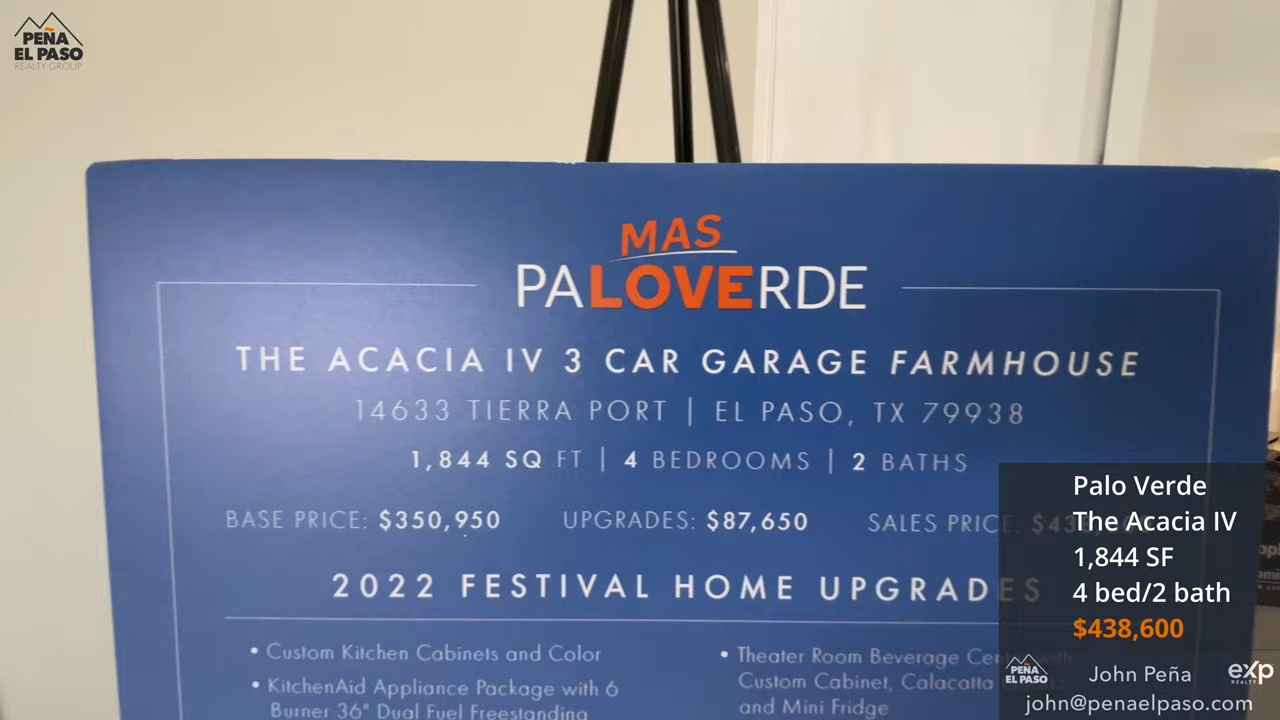 PEÑA
EL PASO
REALTY GROUP
MAS
PALOVERDE
THE ACACIA IV 3 CAR GARAGE FARMHOUSE
14633 TIERRA PORT | EL PASO, TX 79938
1,844 SQ FT | 4 BEDROOMS | 2 BATHS
BASE PRICE: $350,950 UPGRADES: $87,650 SALES PRICE:
2022 FESTIVAL HOME UPGRADES
• Custom Kitchen Cabinets and Color
• KitchenAid Appliance Package with 6
Burner 36" Dual Fuel Freestanding
• Theater Room Beverage with
Custom Cabinet, Calacatta
and Mini Fridge
Palo Verde
The Acacia IV
1,844 SF
4 bed/2 bath
$438,600
PEÑA
EL PASO
John Peña
exp
REALTY
john@penaelpaso.com